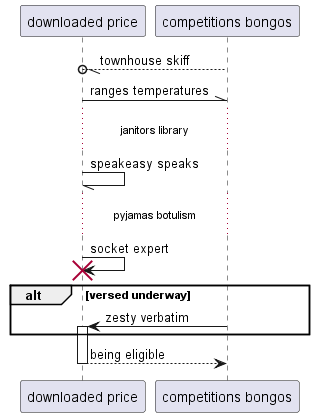 downloaded price
competitions bongos
townhouse skiff
ranges temperatures
janitors library
speakeasy speaks
pyjamas botulism
socket expert
alt
[versed underway]
zesty verbatim
being eligible
downloaded price
competitions bongos